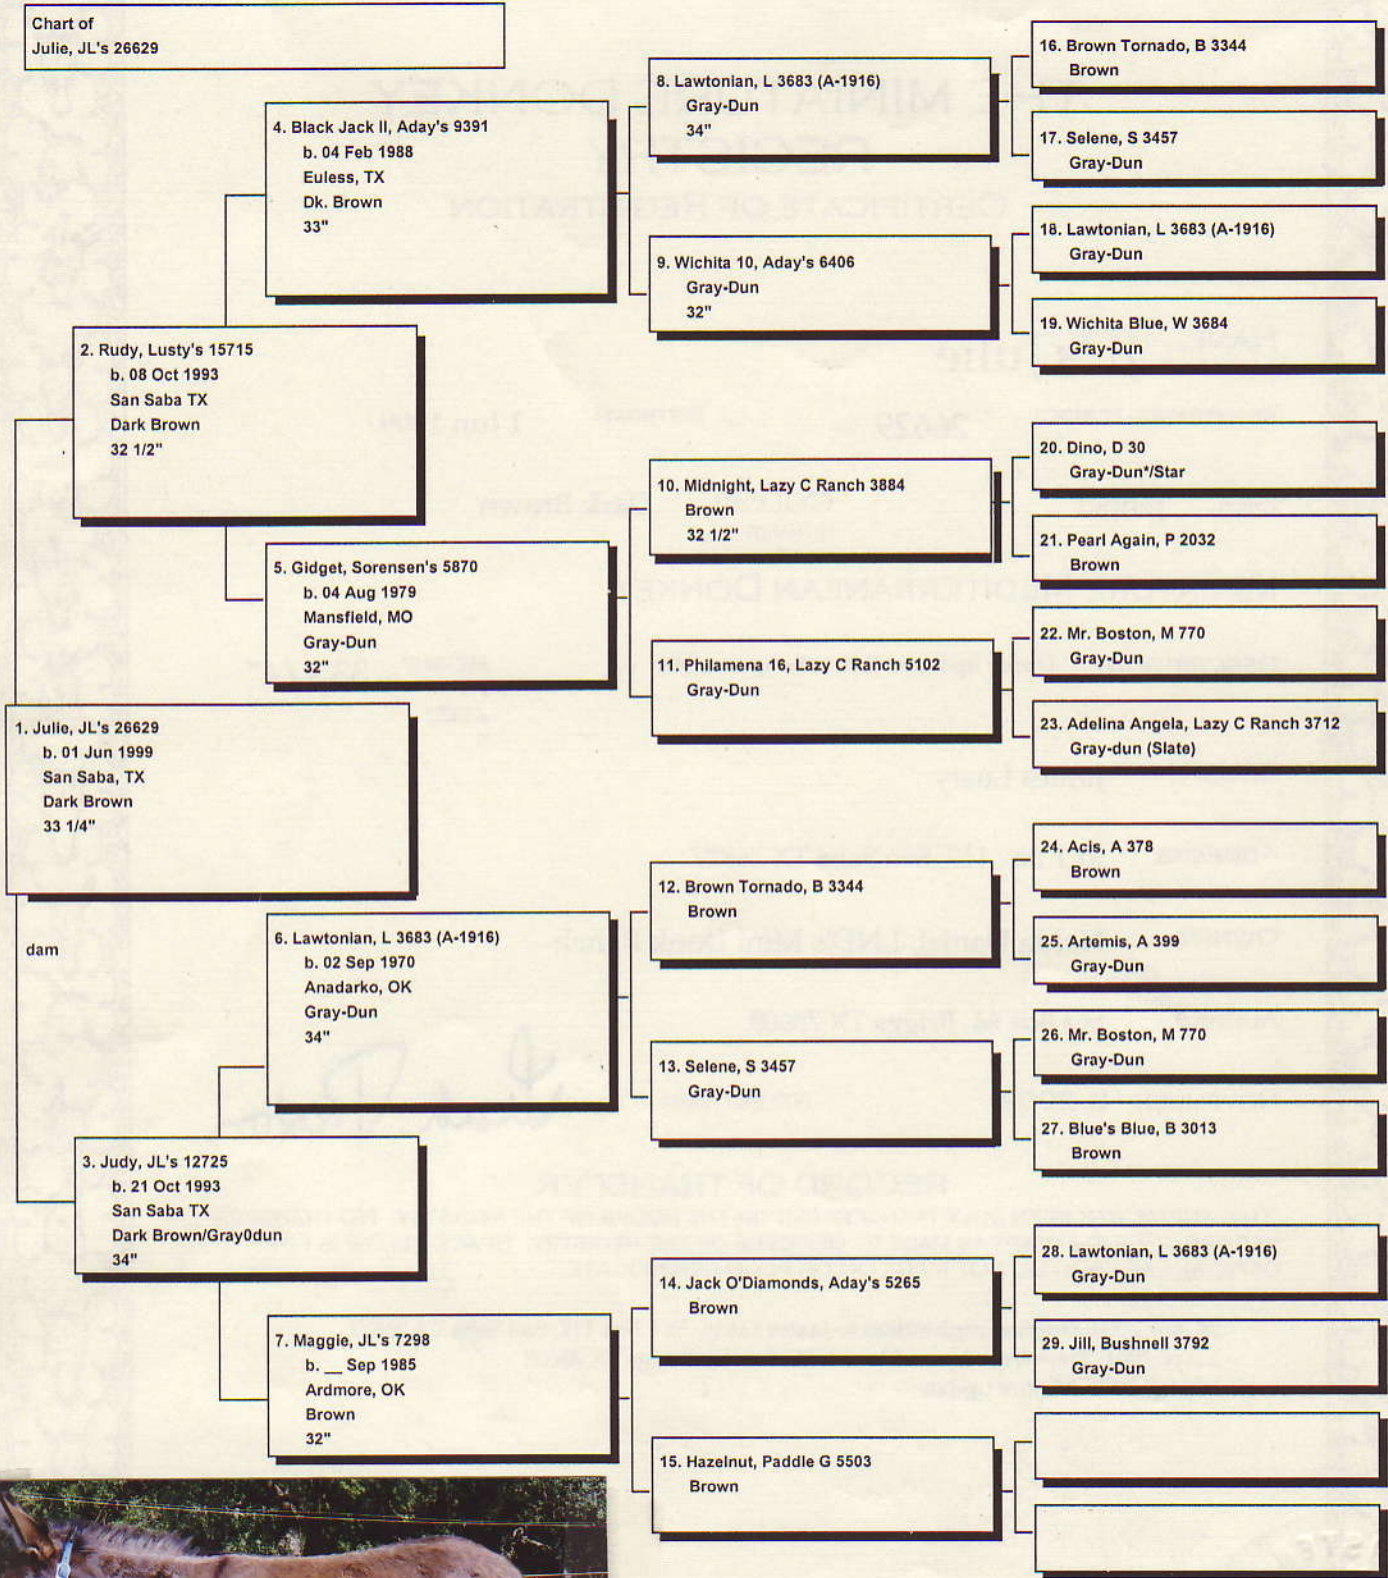 Chart of
Julie, JL's 26629
1. Julie, JL's 26629
b. 01 Jun 1999
San Saba, TX
Dark Brown
33 1/4"
dam
2. Rudy, Lusty's 15715
b. 08 Oct 1993
San Saba TX
Dark Brown
32 1/2"
3. Judy, JL's 12725
b. 21 Oct 1993
San Saba TX
Dark Brown/Gray0dun
34"
4. Black Jack II, Aday's 9391
b. 04 Feb 1988
Euless, TX
Dk. Brown
33"
5. Gidget, Sorensen's 5870
b. 04 Aug 1979
Mansfield, MO
Gray-Dun
32"
6. Lawtonian, L 3683 (A-1916)
b. 02 Sep 1970
Anadarko, OK
Gray-Dun
34"
7. Maggie, JL's 7298
b. __ Sep 1985
Ardmore, OK
Brown
32"
8. Lawtonian, L 3683 (A-1916)
Gray-Dun
34"
9. Wichita 10, Aday's 6406
Gray-Dun
32"
10. Midnight, Lazy C Ranch 3884
Brown
32 1/2"
11. Philamena 16, Lazy C Ranch 5102
Gray-Dun
12. Brown Tornado, B 3344
Brown
13. Selene, S 3457
Gray-Dun
14. Jack O'Diamonds, Aday's 5265
Brown
15. Hazelnut, Paddle G 5503
Brown
16. Brown Tornado, B 3344
Brown
17. Selene, S 3457
Gray-Dun
18. Lawtonian, L 3683 (A-1916)
Gray-Dun
19. Wichita Blue, W 3684
Gray-Dun
20. Dino, D 30
Gray-Dun*/Star
21. Pearl Again, P 2032
Brown
22. Mr. Boston, M 770
Gray-Dun
23. Adelina Angela, Lazy C Ranch 3712
Gray-dun (Slate)
24. Acis, A 378
Brown
25. Artemis, A 399
Gray-Dun
26. Mr. Boston, M 770
Gray-Dun
27. Blue's Blue, B 3013
Brown
28. Lawtonian, L 3683 (A-1916)
Gray-Dun
29. Jill, Bushnell 3792
Gray-Dun